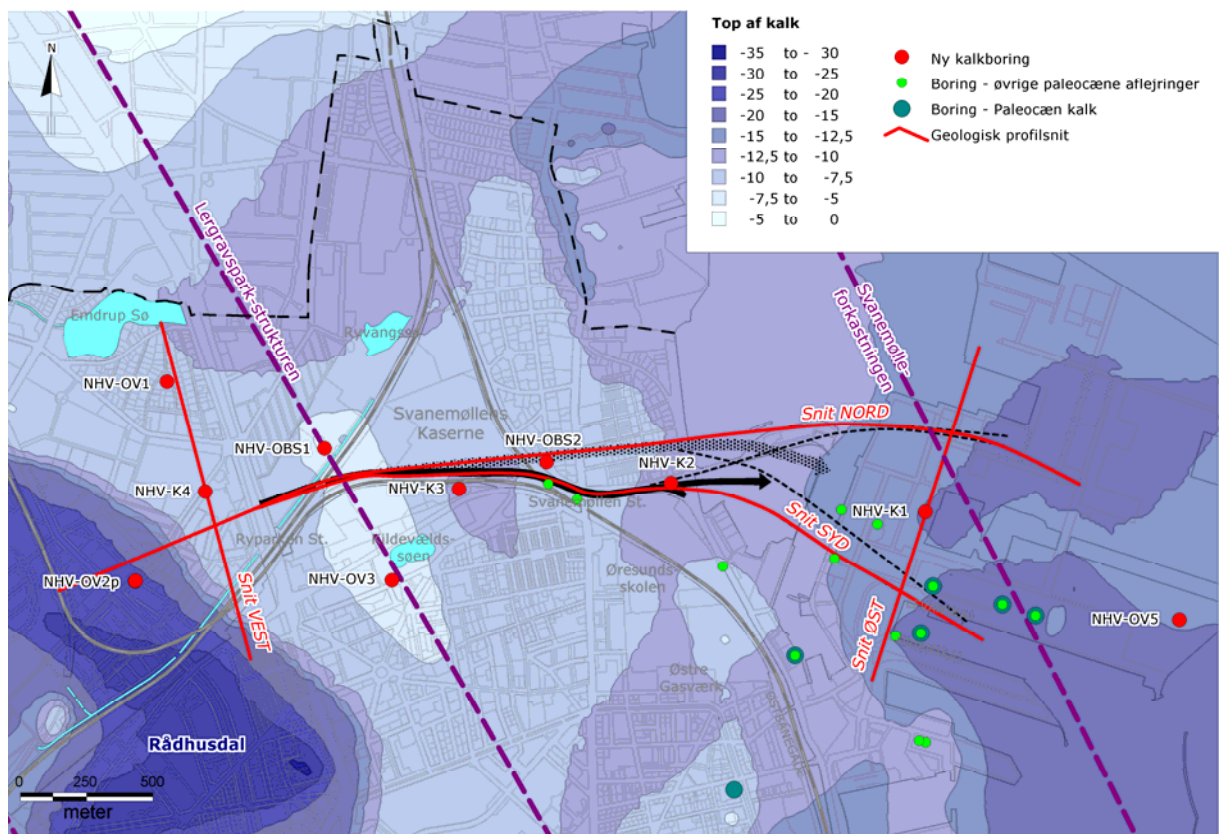 N
Top af kalk
-35 to - 30
-30 to -25
-25 to -20
-20 to -15
-15 to -12,5
-12,5 to -10
-10 to -7,5
-7,5 to -5
-5 to 0
Ny kalkboring
Boring - øvrige paleocæne aflejringer
Boring - Paleocæn kalk
Geologisk profilsnit
Lergravspark-strukturen
Svanemølle-
forkastningen
Emdrup Sø
NHV-OV1
NHV-OBS1
Svanemøllens
Kaserne
NHV-OBS2
Snit NORD
NHV-K4
NHV-K3
NHV-K2
Svanemøllen St.
NHV-K1
Snit SYD
Ryparken St.
Kildevælds-
søen
Øresunds-
skolen
NHV-OV2p
NHV-OV3
Snit VEST
Snit ØST
NHV-OV5
Østre
Gasværk
Rådhusdal
0 250 500
meter